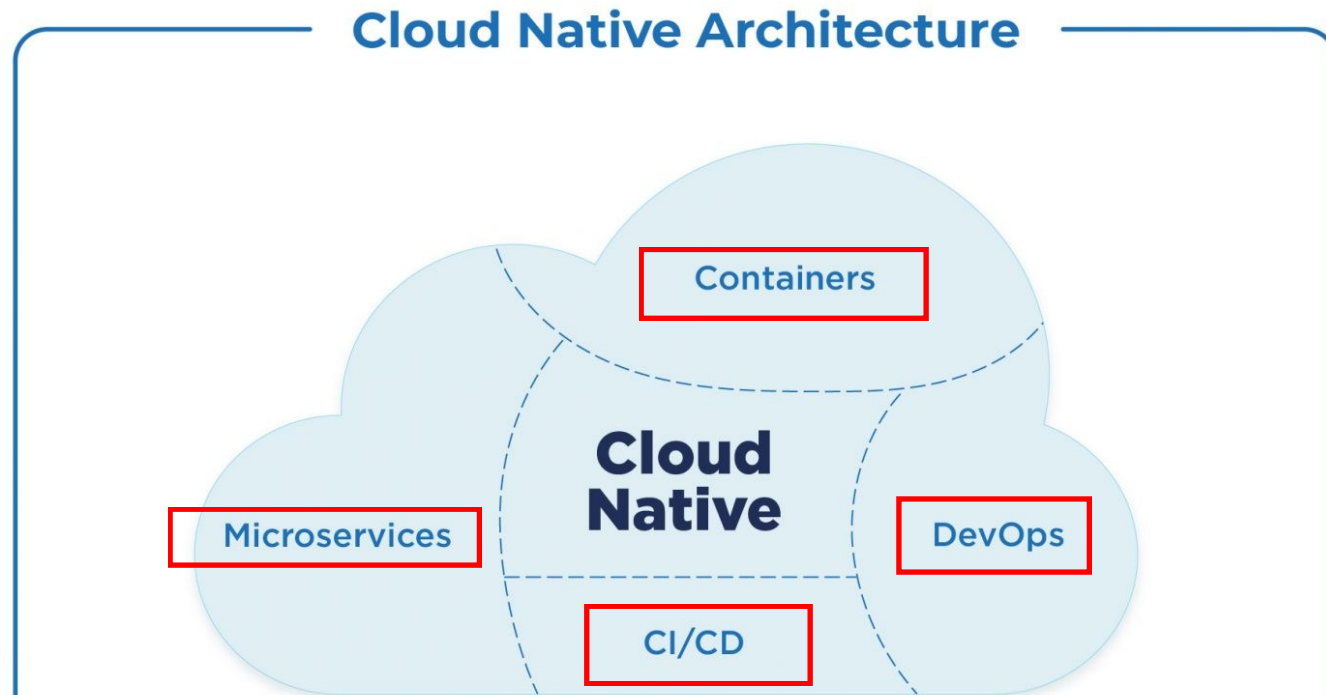 Cloud Native Architecture
Containers
Cloud
Native
Microservices
DevOps
CI/CD